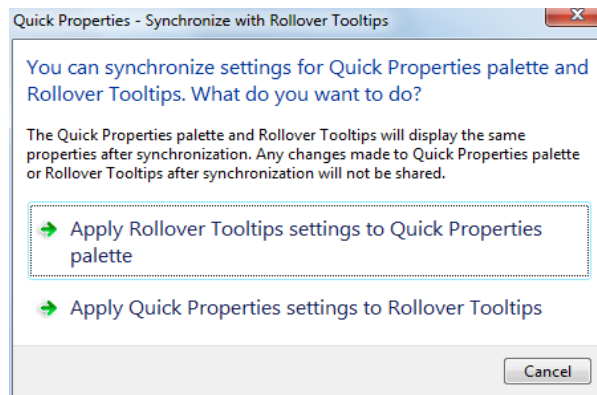 Quick Properties - Synchronize with Rollover Tooltips
You can synchronize settings for Quick Properties palette and
Rollover Tooltips. What do you want to do?
The Quick Properties palette and Rollover Tooltips will display the same
properties after synchronization. Any changes made to Quick Properties palette
or Rollover Tooltips after synchronization will not be shared.
Apply Rollover Tooltips settings to Quick Properties
palette
Apply Quick Properties settings to Rollover Tooltips
Cancel